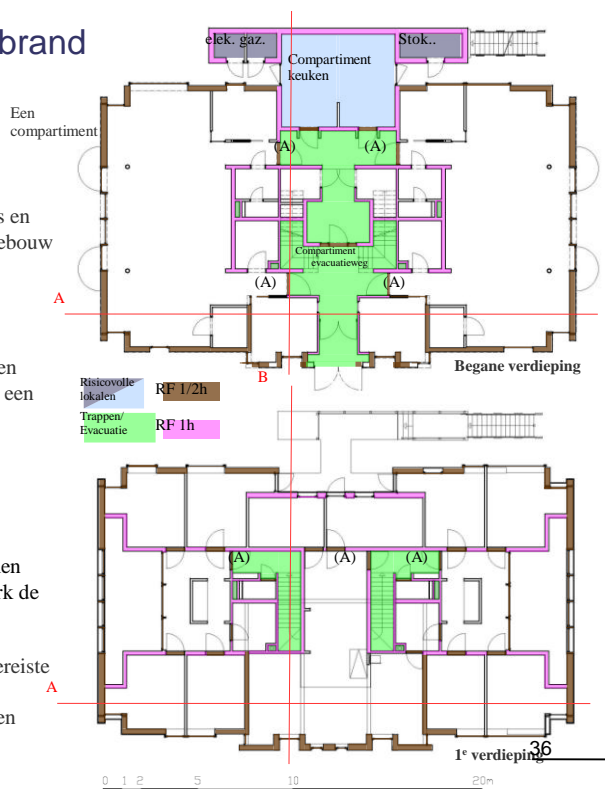 brand
elek. gaz.
Stok..
Compartiment
keuken
Een
compartiment
(A)
(A)
s en
ebouw
Compartiment
evacuatieweg
(A)
(A)
A
en
een
B
Begane verdieping
Risicovolle
lokalen
RF 1/2h
Trappen/
Evacuatie
RF 1h
(A)
(A)
(A)
en
rk de
ereiste
A
en
1e verdieping
36
0 1 2 5 10 20m